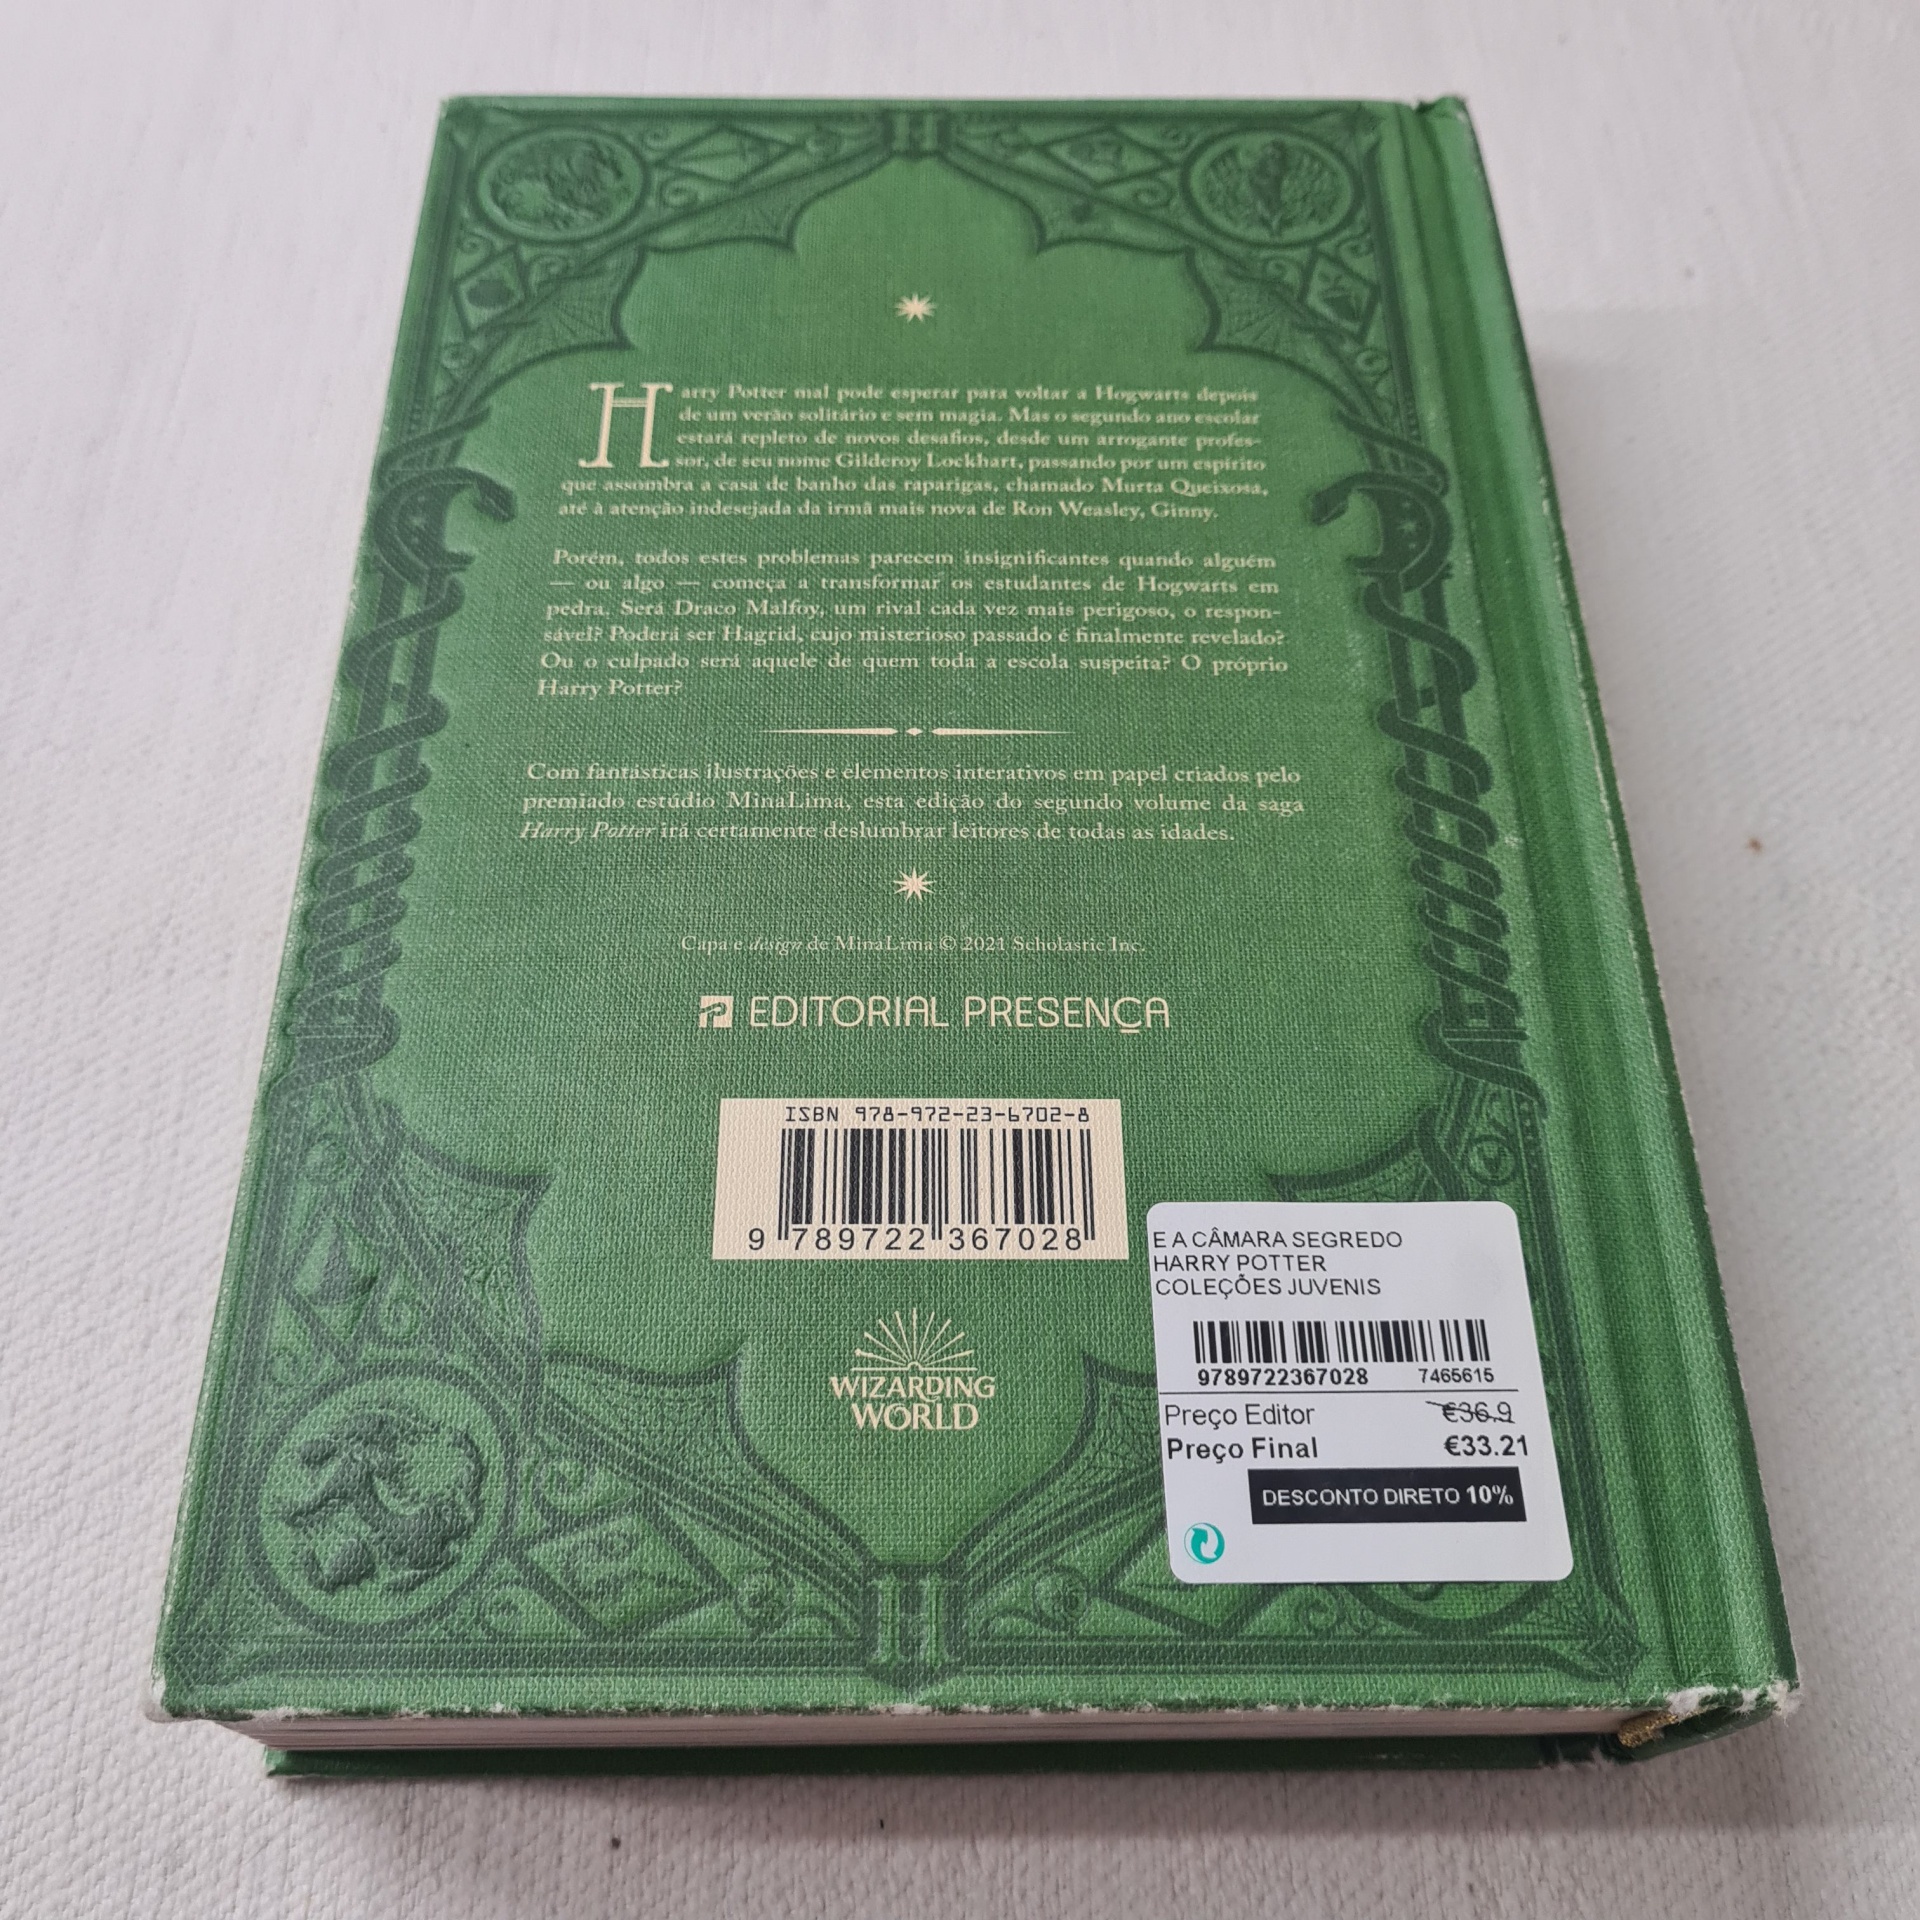 Harry Potter mal pode esperar para voltar a Hogwarts depois
de um verão solitário e sem magia. Mas o segundo ano escolar
estará repleto de novos desafios, desde um arrogante profes-
sor, de seu nome Gilderoy Lockhart, passando por um espírito
que assombra a casa de banho das raparigas, chamado Murta Queixosa,
até à atenção indesejada da irmã mais nova de Ron Weasley, Ginny.
Porém, todos estes problemas parecem insignificantes quando alguém
— ou algo — começa a transformar os estudantes de Hogwarts em
pedra. Será Draco Malfoy, um rival cada vez mais perigoso, o respon-
sável? Poderá ser Hagrid, cujo misterioso passado é finalmente revelado?
Ou o culpado será aquele de quem toda a escola suspeita? O próprio
Harry Potter?
Com fantásticas ilustrações e elementos interativos em papel criados pelo
premiado estúdio MinaLima, esta edição do segundo volume da saga
Harry Potter irá certamente deslumbrar leitores de todas as idades.
Capa e design de MinaLima © 2021 Scholastic Inc.
EDITORIAL PRESENÇA
ISBN 978-972-23-6702-8
9 789722 367028
WIZARDING
WORLD
H
H
E A CÂMARA SEGREDO
HARRY POTTER
COLEÇÕES JUVENIS
9789722367028 7465615
Preço Editor €36.9
Preço Final €33.21
DESCONTO DIRETO 10%